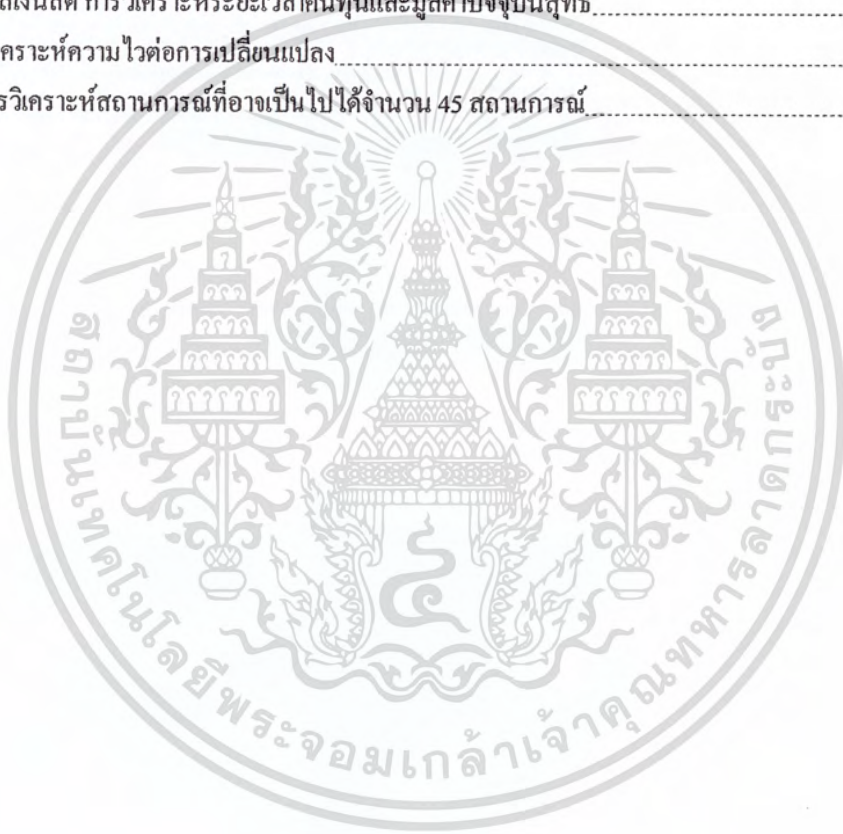 การวิเคราะห์ระยะเวลาคืนทุนและมูลค่าปัจจุบันสุทธิ
เคราะห์ความไวต่อการเปลี่ยนแปลง
รวิเคราะห์สถานการณ์ที่อาจเป็นไปได้จำนวน 45 สถานการณ์
สถาบันเทคโนโลยีพระจอมเกล้าเจ้าคุณทหารลาดกระบัง